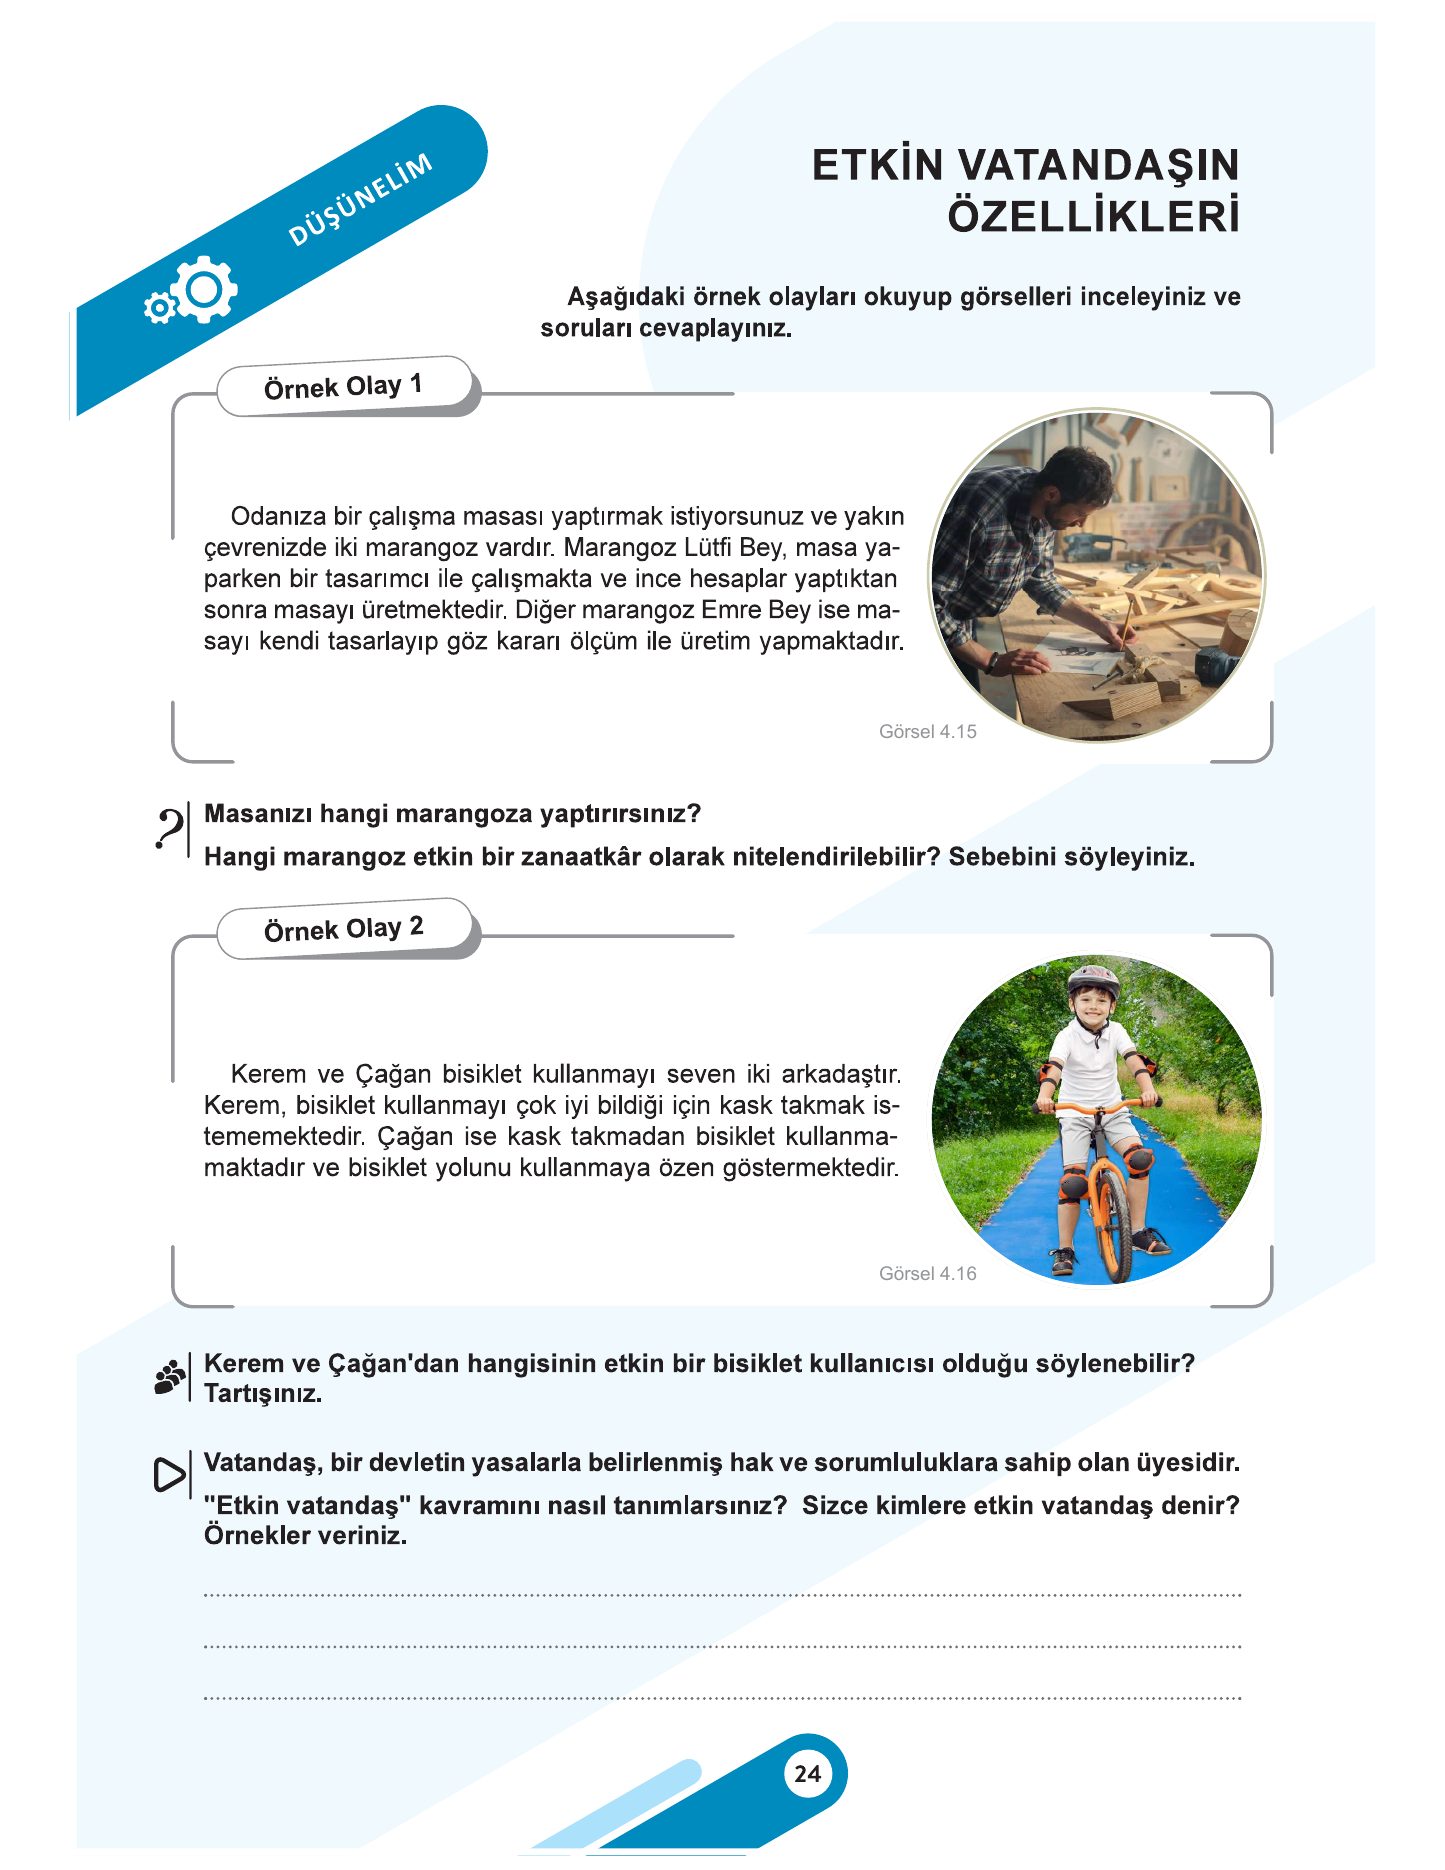 DÜŞÜNELİM
ETKİN VATANDAŞIN
ÖZELLİKLERİ
Aşağıdaki örnek olayları okuyup görselleri inceleyiniz ve
soruları cevaplayınız.
Örnek Olay 1
Odanıza bir çalışma masası yaptırmak istiyorsunuz ve yakın
çevrenizde iki marangoz vardır. Marangoz Lütfi Bey, masa ya-
parken bir tasarımcı ile çalışmakta ve ince hesaplar yaptıktan
sonra masayı üretmektedir. Diğer marangoz Emre Bey ise ma-
sayı kendi tasarlayıp göz kararı ölçüm ile üretim yapmaktadır.
Görsel 4.15
?
Masanızı hangi marangoza yaptırırsınız?
Hangi marangoz etkin bir zanaatkâr olarak nitelendirilebilir? Sebebini söyleyiniz.
Örnek Olay 2
Kerem ve Çağan bisiklet kullanmayı seven iki arkadaştır.
Kerem, bisiklet kullanmayı çok iyi bildiği için kask takmak is-
tememektedir. Çağan ise kask takmadan bisiklet kullanma-
maktadır ve bisiklet yolunu kullanmaya özen göstermektedir.
Görsel 4.16
Kerem ve Çağan'dan hangisinin etkin bir bisiklet kullanıcısı olduğu söylenebilir?
Tartışınız.
Vatandaş, bir devletin yasalarla belirlenmiş hak ve sorumluluklara sahip olan üyesidir.
"Etkin vatandaş" kavramını nasıl tanımlarsınız? Sizce kimlere etkin vatandaş denir?
Örnekler veriniz.
24